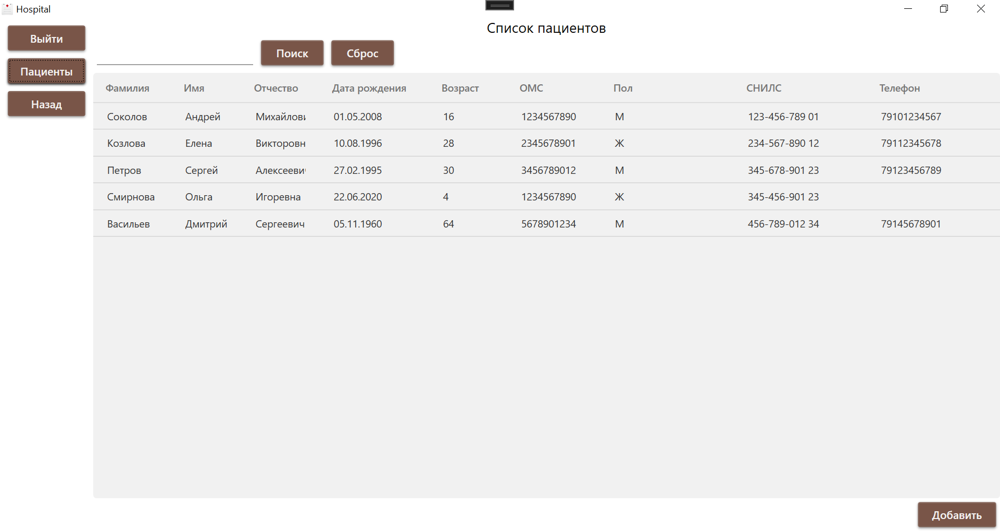 Hospital
Список пациентов
Выйти
Пациенты
Назад
Поиск Сброс
Фамилия Имя Отчество Дата рождения Возраст ОМС Пол СНИЛС Телефон
Соколов Андрей Михайлови 01.05.2008 16 1234567890 М 123-456-789 01 79101234567
Козлова Елена Викторовн 10.08.1996 28 2345678901 Ж 234-567-890 12 79112345678
Петров Сергей Алексееви 27.02.1995 30 3456789012 М 345-678-901 23 79123456789
Смирнова Ольга Игоревна 22.06.2020 4 1234567890 Ж 345-456-901 23
Васильев Дмитрий Сергеевич 05.11.1960 64 5678901234 М 456-789-012 34 79145678901
Добавить